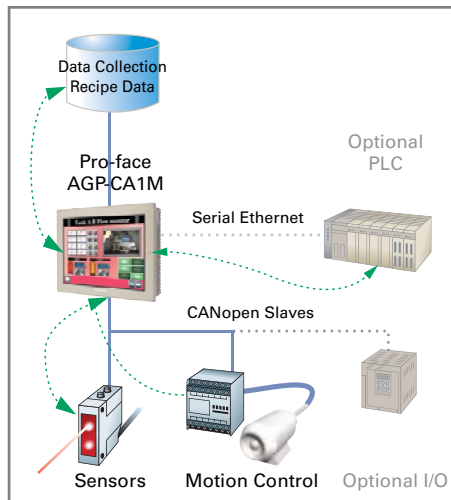 Data Collection
Recipe Data
Pro-face
AGP-CA1M
Optional
PLC
Serial Ethernet
CANopen Slaves
Sensors
Motion Control
Optional I/O